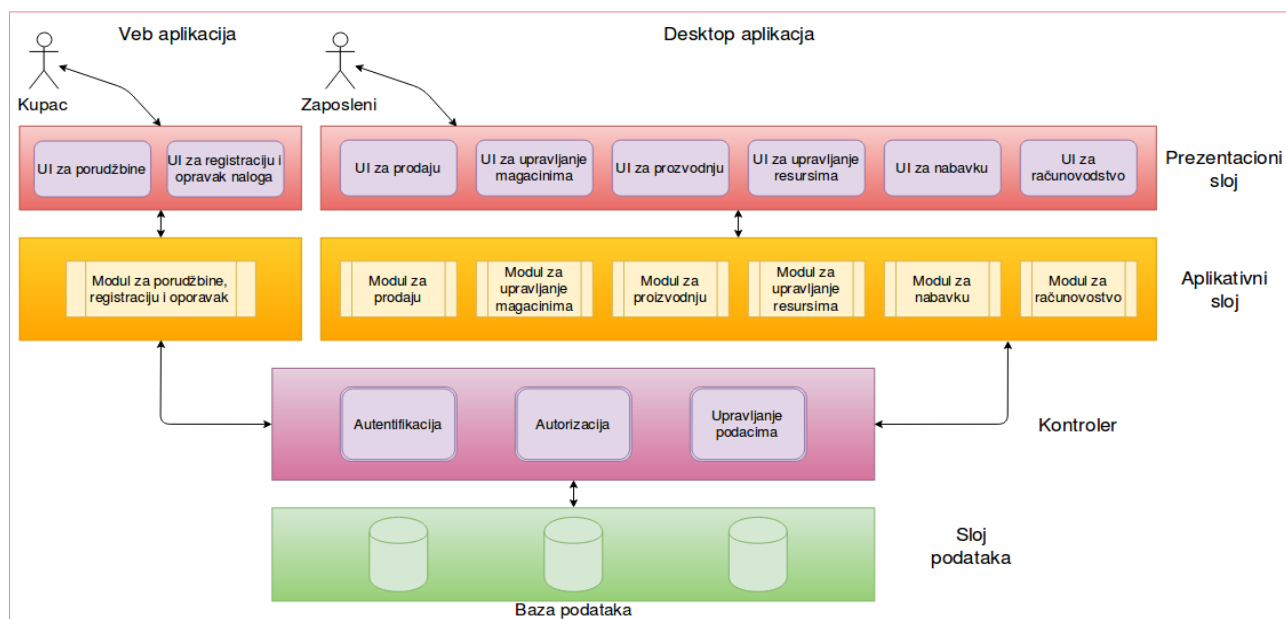 Veb aplikacija
Desktop aplikacja
Kupac
Zaposleni
UI za porudžbine
UI za registraciju i
opravak naloga
UI za prodaju
UI za upravljanje
magacinima
UI za prozvodnju
UI za upravljanje
resursima
UI za nabavku
UI za
računovodstvo
Prezentacioni
sloj
Modul za porudžbine,
registraciju i oporavak
Modul za
prodaju
Modul za
upravljanje
magacinima
Modul za
proizvodnju
Modul za
upravljanje
resursima
Modul za
nabavku
Modul za
računovostvo
Aplikativni
sloj
Autentifikacija
Autorizacija
Upravljanje
podacima
Kontroler
Sloj
podataka
Baza podataka